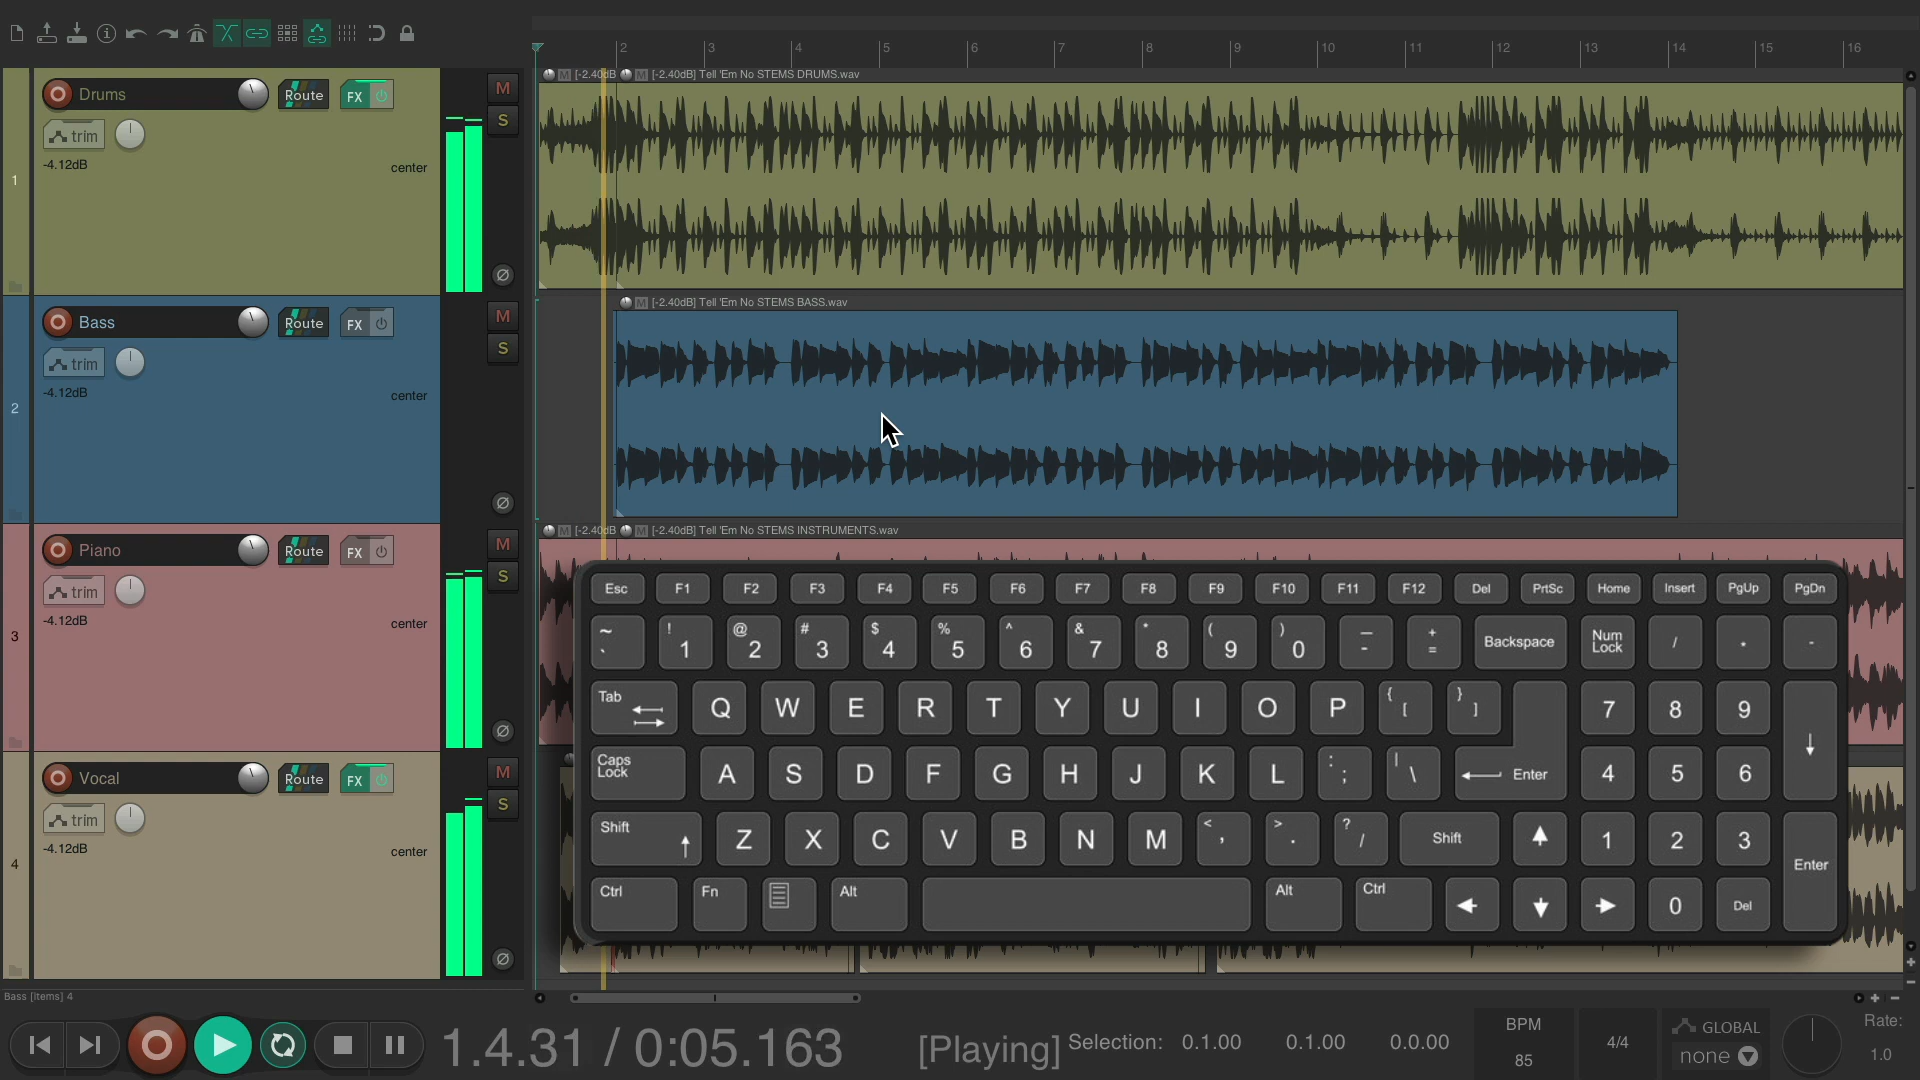 2 3 4 5 6 7 8 9 10 11 12 13 14 15 16
Drums Route FX M
S
trim
-4.12dB center
1
M [-2.40dB M [-2.40dB] Tell 'Em No STEMS DRUMS.wav
Bass Route FX M
S
trim
-4.12dB center
2
M [-2.40dB] Tell 'Em No STEMS BASS.wav
Piano Route FX M
S
trim
-4.12dB center
3
M [-2.40dB M [-2.40dB] Tell 'Em No STEMS INSTRUMENTS.wav
Vocal Route FX M
S
trim
-4.12dB center
4
Esc F1 F2 F3 F4 F5 F6 F7 F8 F9 F10 F11 F12 Del PrtSc Home Insert PgUp PgDn
~ ! @ # $ % ^ & * ( ) — +
` 1 2 3 4 5 6 7 8 9 0 - = Backspace Num Lock / * -
Tab Q W E R T Y U I O P { [ } ] 7 8 9
Caps Lock A S D F G H J K L : ; | \ Enter 4 5 6
Shift Z X C V B N M < , > . ? / Shift 1 2 3 Enter
Ctrl Fn Alt Alt Ctrl 0 Del
Bass [Items] 4
1.4.31 / 0:05.163 [Playing] Selection: 0.1.00 0.1.00 0.0.00
BPM
85
4/4
GLOBAL
none
Rate:
1.0